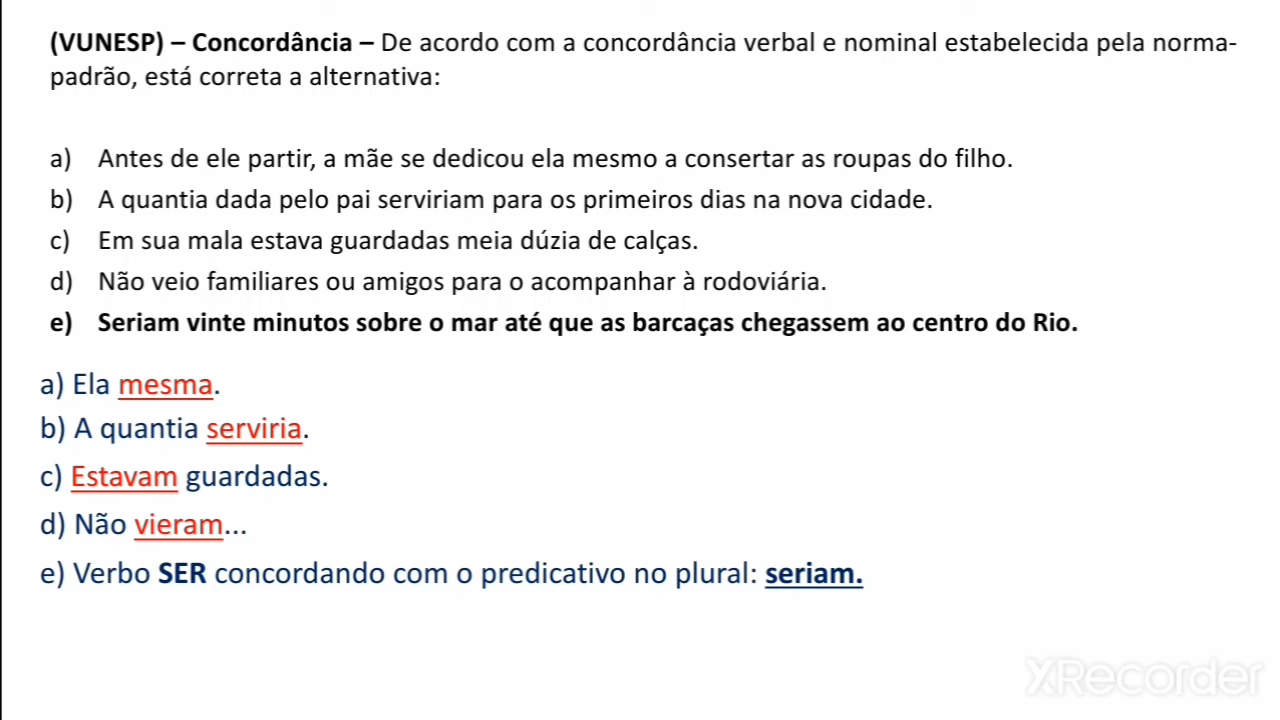 (VUNESP) – Concordância – De acordo com a concordância verbal e nominal estabelecida pela norma-
padrão, está correta a alternativa:
a) Antes de ele partir, a mãe se dedicou ela mesmo a consertar as roupas do filho.
b) A quantia dada pelo pai serviriam para os primeiros dias na nova cidade.
c) Em sua mala estava guardadas meia dúzia de calças.
d) Não veio familiares ou amigos para o acompanhar à rodoviária.
e) Seriam vinte minutos sobre o mar até que as barcaças chegassem ao centro do Rio.
a) Ela mesma.
b) A quantia serviria.
c) Estavam guardadas.
d) Não vieram...
e) Verbo SER concordando com o predicativo no plural: seriam.
XRecorder